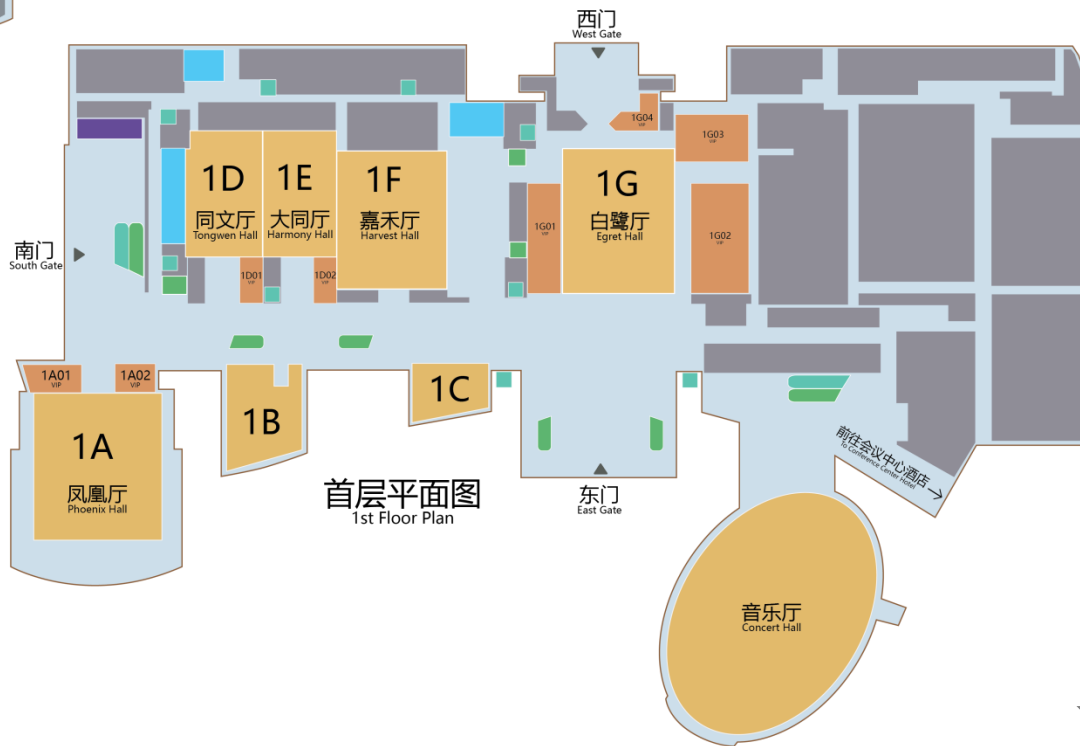 西门
West Gate
1G04
VIP
1G03
VIP
1D
同文厅
Tongwen Hall
1E
大同厅
Harmony Hall
1F
嘉禾厅
Harvest Hall
1G
白鹭厅
Egret Hall
1G01
VIP
1G02
VIP
南门
South Gate
1D01
VIP
1D02
VIP
1A01
VIP
1A02
VIP
1A
凤凰厅
Phoenix Hall
1B
1C
首层平面图
1st Floor Plan
东门
East Gate
前往会议中心酒店
To Conference Center Hotel
音乐厅
Concert Hall